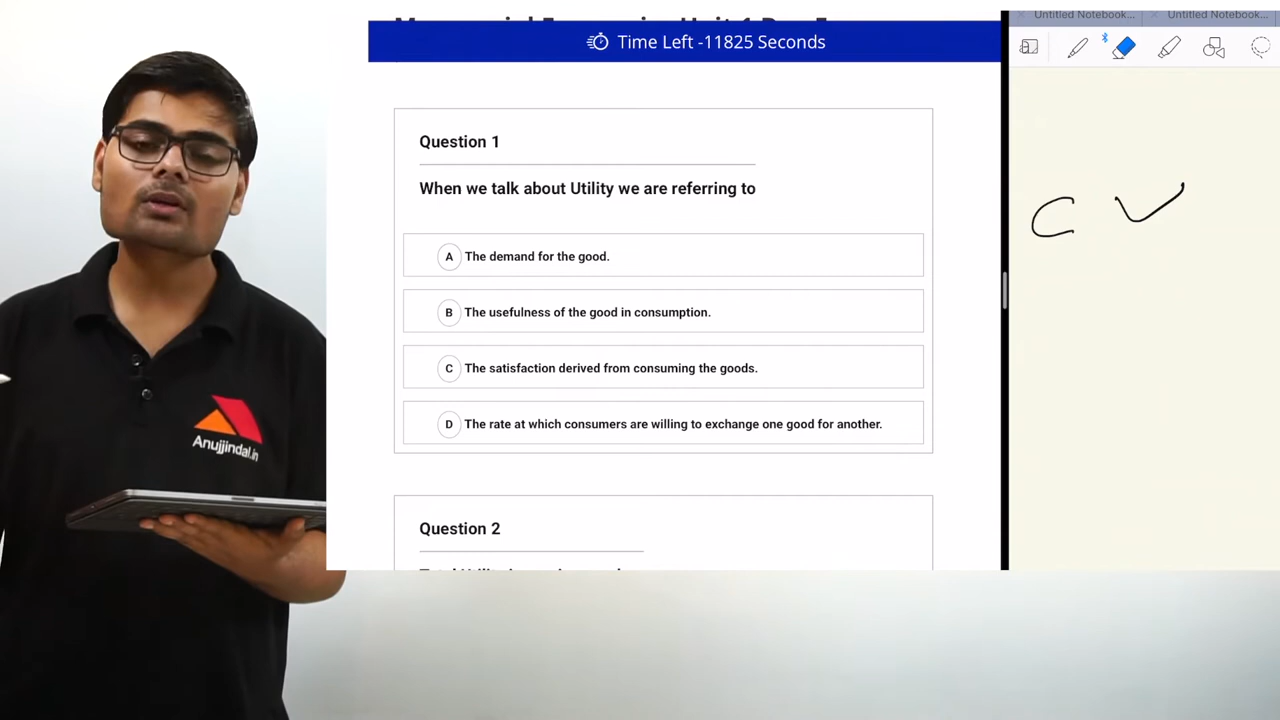 Untitled Notebook...
Untitled Notebook...
Time Left -11825 Seconds
Question 1
When we talk about Utility we are referring to
A The demand for the good.
B The usefulness of the good in consumption.
C The satisfaction derived from consuming the goods.
D The rate at which consumers are willing to exchange one good for another.
C
Anujjindal.in
Question 2